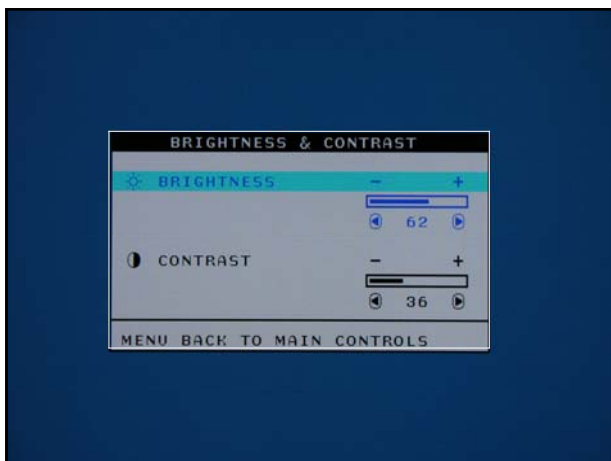 BRIGHTNESS & CONTRAST
BRIGHTNESS - +
62
CONTRAST - +
36
MENU BACK TO MAIN CONTROLS